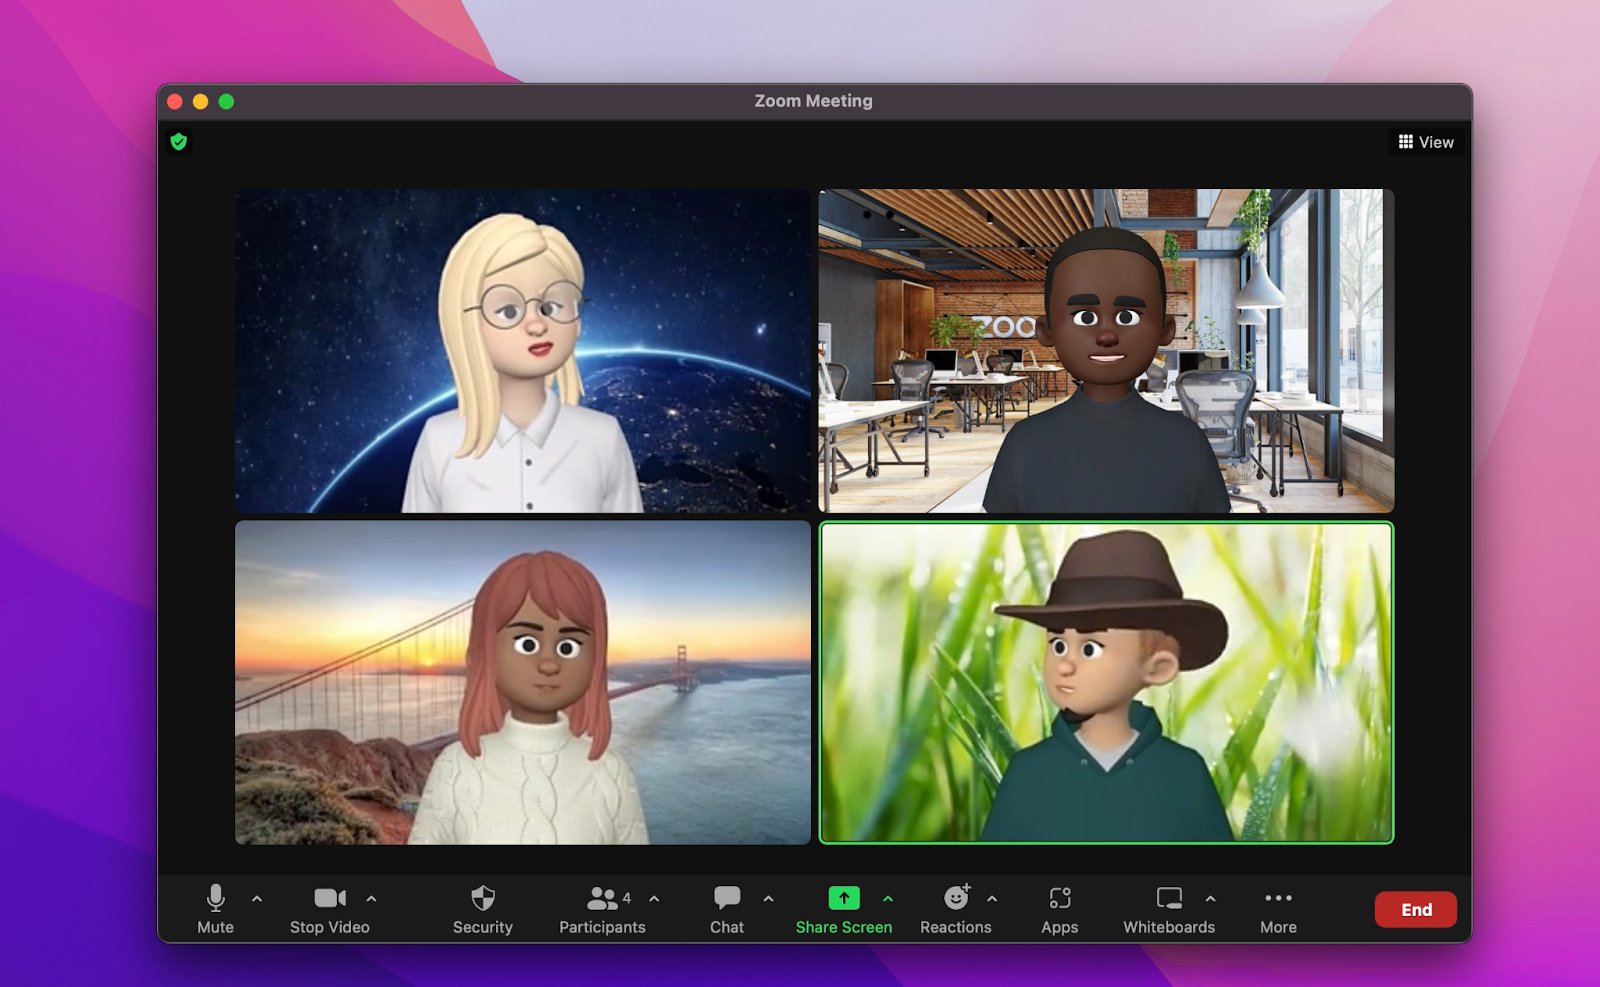 Zoom Meeting
View
ZOO
4
Mute
Stop Video
Security
Participants
Chat
Share Screen
Reactions
Apps
Whiteboards
More
End